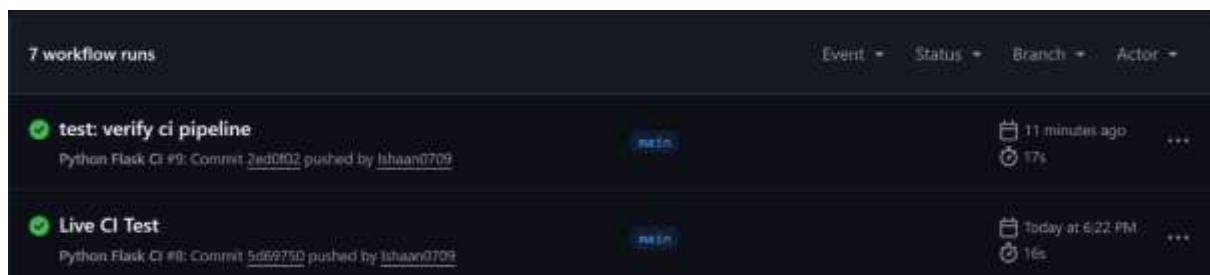 7 workflow runs
Event Status Branch Actor
test: verify ci pipeline
main
11 minutes ago
Python Flask CI #9: Commit 2ed0f02 pushed by Ishaan0709
17s
Live CI Test
main
Today at 6:22 PM
Python Flask CI #8: Commit 5d69750 pushed by Ishaan0709
16s